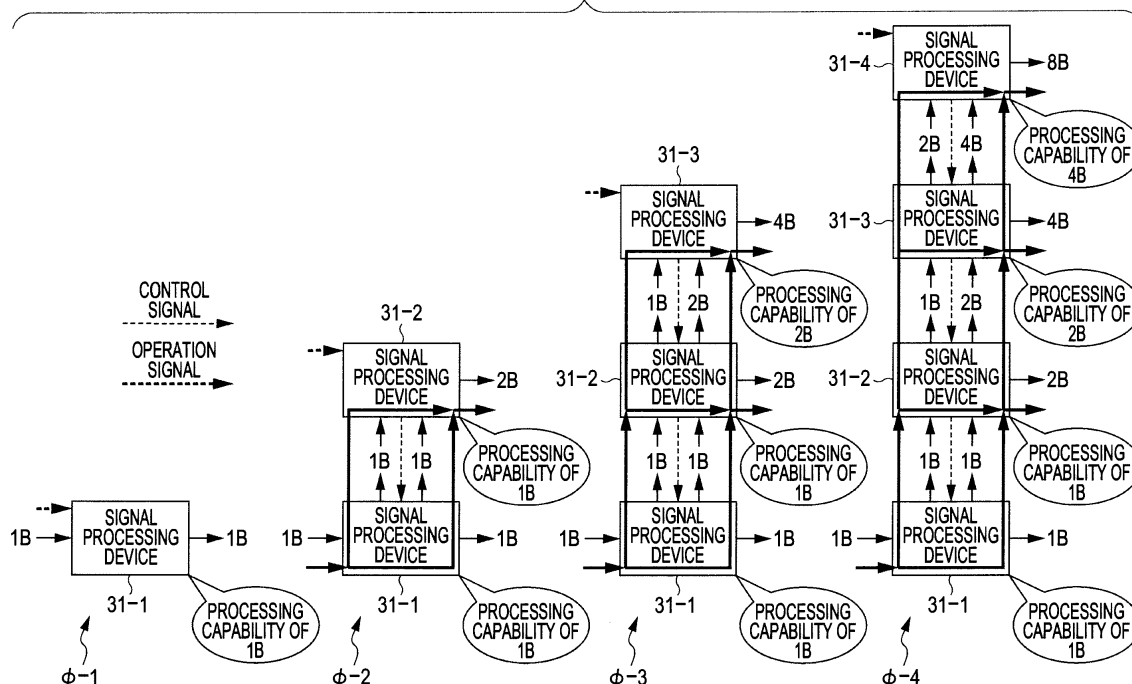 CONTROL
SIGNAL
OPERATION
SIGNAL
1B
SIGNAL
PROCESSING
DEVICE
1B
31-1
PROCESSING
CAPABILITY OF
1B
ϕ-1
31-2
SIGNAL
PROCESSING
DEVICE
2B
PROCESSING
CAPABILITY OF
1B
1B
1B
1B
SIGNAL
PROCESSING
DEVICE
1B
31-1
PROCESSING
CAPABILITY OF
1B
ϕ-2
31-3
SIGNAL
PROCESSING
DEVICE
4B
PROCESSING
CAPABILITY OF
2B
1B
2B
31-2
SIGNAL
PROCESSING
DEVICE
2B
PROCESSING
CAPABILITY OF
1B
1B
1B
1B
SIGNAL
PROCESSING
DEVICE
1B
31-1
PROCESSING
CAPABILITY OF
1B
ϕ-3
31-4
SIGNAL
PROCESSING
DEVICE
8B
PROCESSING
CAPABILITY OF
4B
2B
4B
31-3
SIGNAL
PROCESSING
DEVICE
4B
PROCESSING
CAPABILITY OF
2B
1B
2B
31-2
SIGNAL
PROCESSING
DEVICE
2B
PROCESSING
CAPABILITY OF
1B
1B
1B
1B
SIGNAL
PROCESSING
DEVICE
1B
31-1
PROCESSING
CAPABILITY OF
1B
ϕ-4